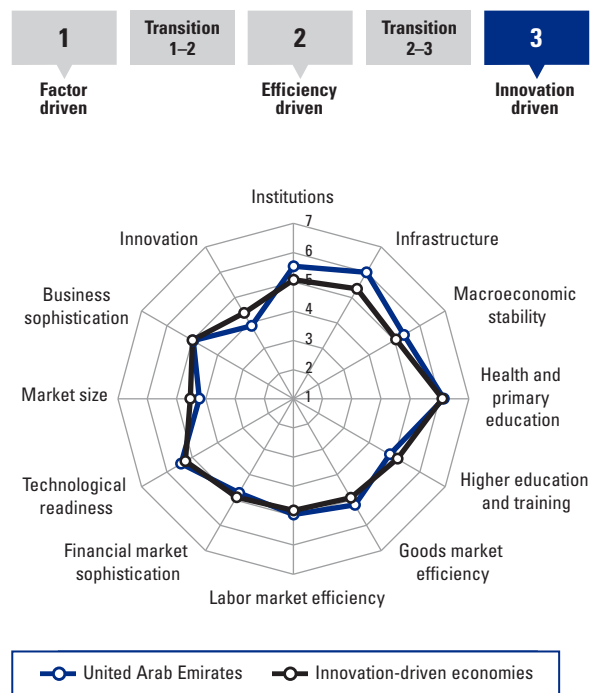 1
Transition
1–2
2
Transition
2–3
3
Factor
driven
Efficiency
driven
Innovation
driven
Institutions
7
Innovation
Infrastructure
6
Business
sophistication
Macroeconomic
stability
5
4
3
2
Market size
1
Health and
primary
education
Technological
readiness
Higher education
and training
Financial market
sophistication
Goods market
efficiency
Labor market efficiency
United Arab Emirates
Innovation-driven economies